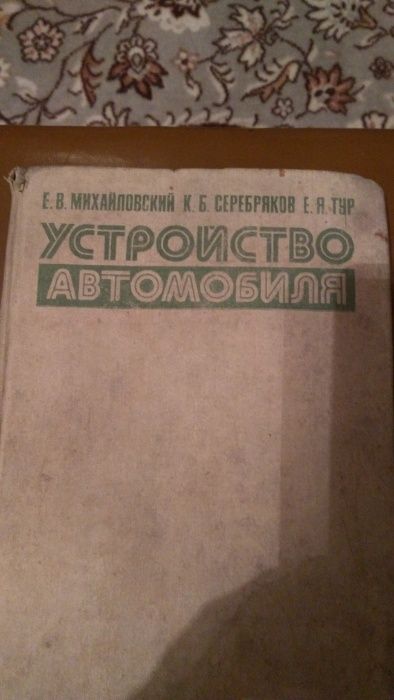 Е. В. МИХАЙЛОВСКИЙ К. Б. СЕРЕБРЯКОВ Е. Я. ТУР
УСТРОЙСТВО
АВТОМОБИЛЯ